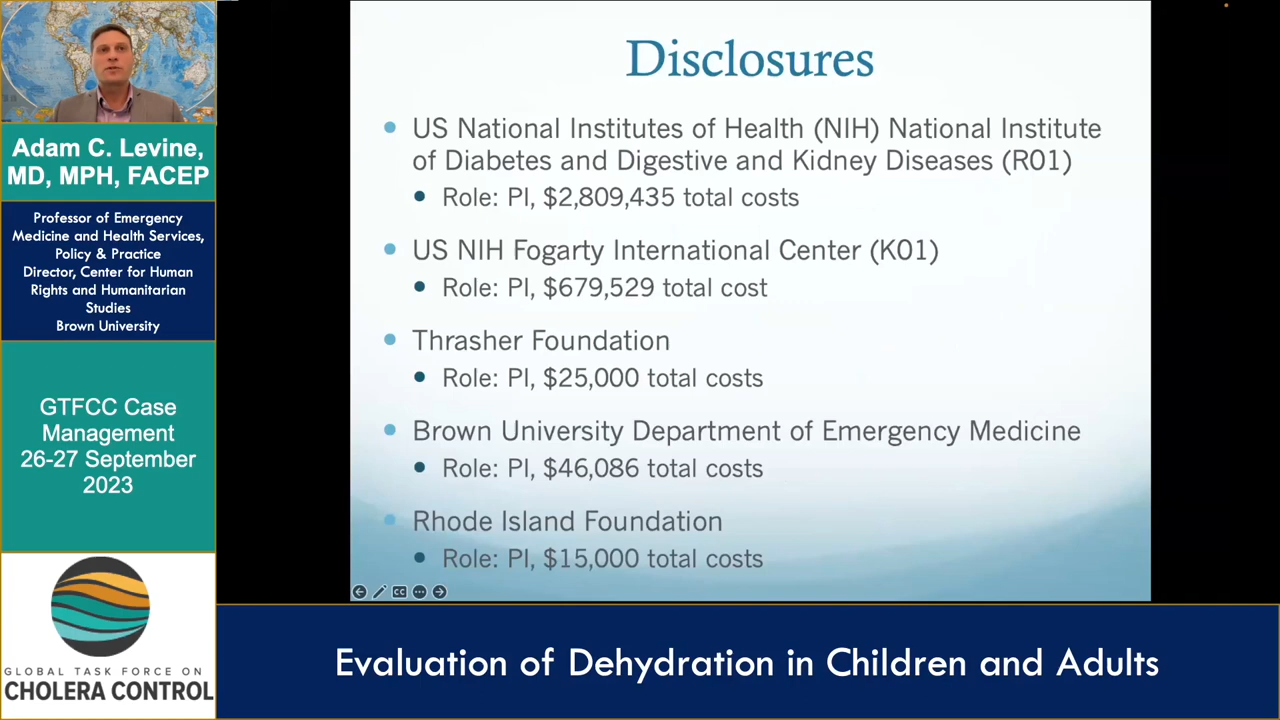 Adam C. Levine,
MD, MPH, FACEP
Professor of Emergency
Medicine and Health Services,
Policy & Practice
Director, Center for Human
Rights and Humanitarian
Studies
Brown University
GTFCC Case
Management
26-27 September
2023
GLOBAL TASK FORCE ON
CHOLERA CONTROL
Disclosures
US National Institutes of Health (NIH) National Institute
of Diabetes and Digestive and Kidney Diseases (R01)
Role: PI, $2,809,435 total costs
US NIH Fogarty International Center (K01)
Role: PI, $679,529 total cost
Thrasher Foundation
Role: PI, $25,000 total costs
Brown University Department of Emergency Medicine
Role: PI, $46,086 total costs
Rhode Island Foundation
Role: PI, $15,000 total costs
CC
Evaluation of Dehydration in Children and Adults